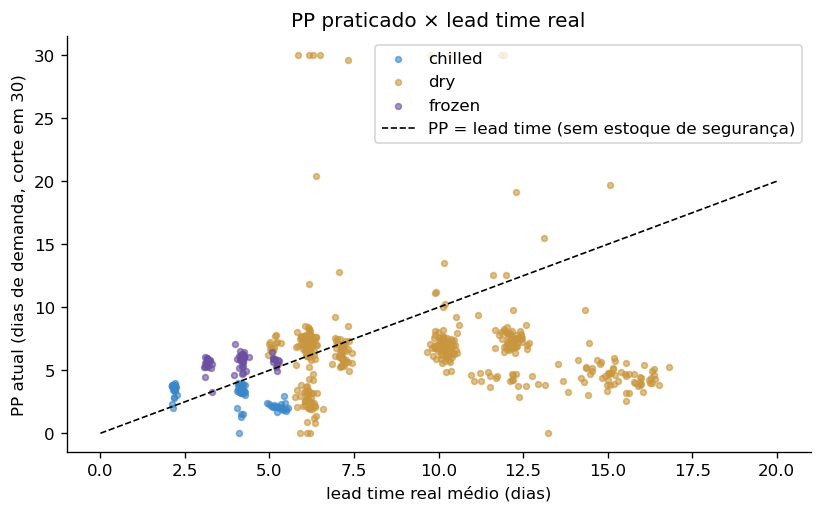 PP praticado × lead time real
chilled
dry
frozen
PP = lead time (sem estoque de segurança)
PP atual (dias de demanda, corte em 30)
30
25
20
15
10
5
0
0.0 2.5 5.0 7.5 10.0 12.5 15.0 17.5 20.0
lead time real médio (dias)